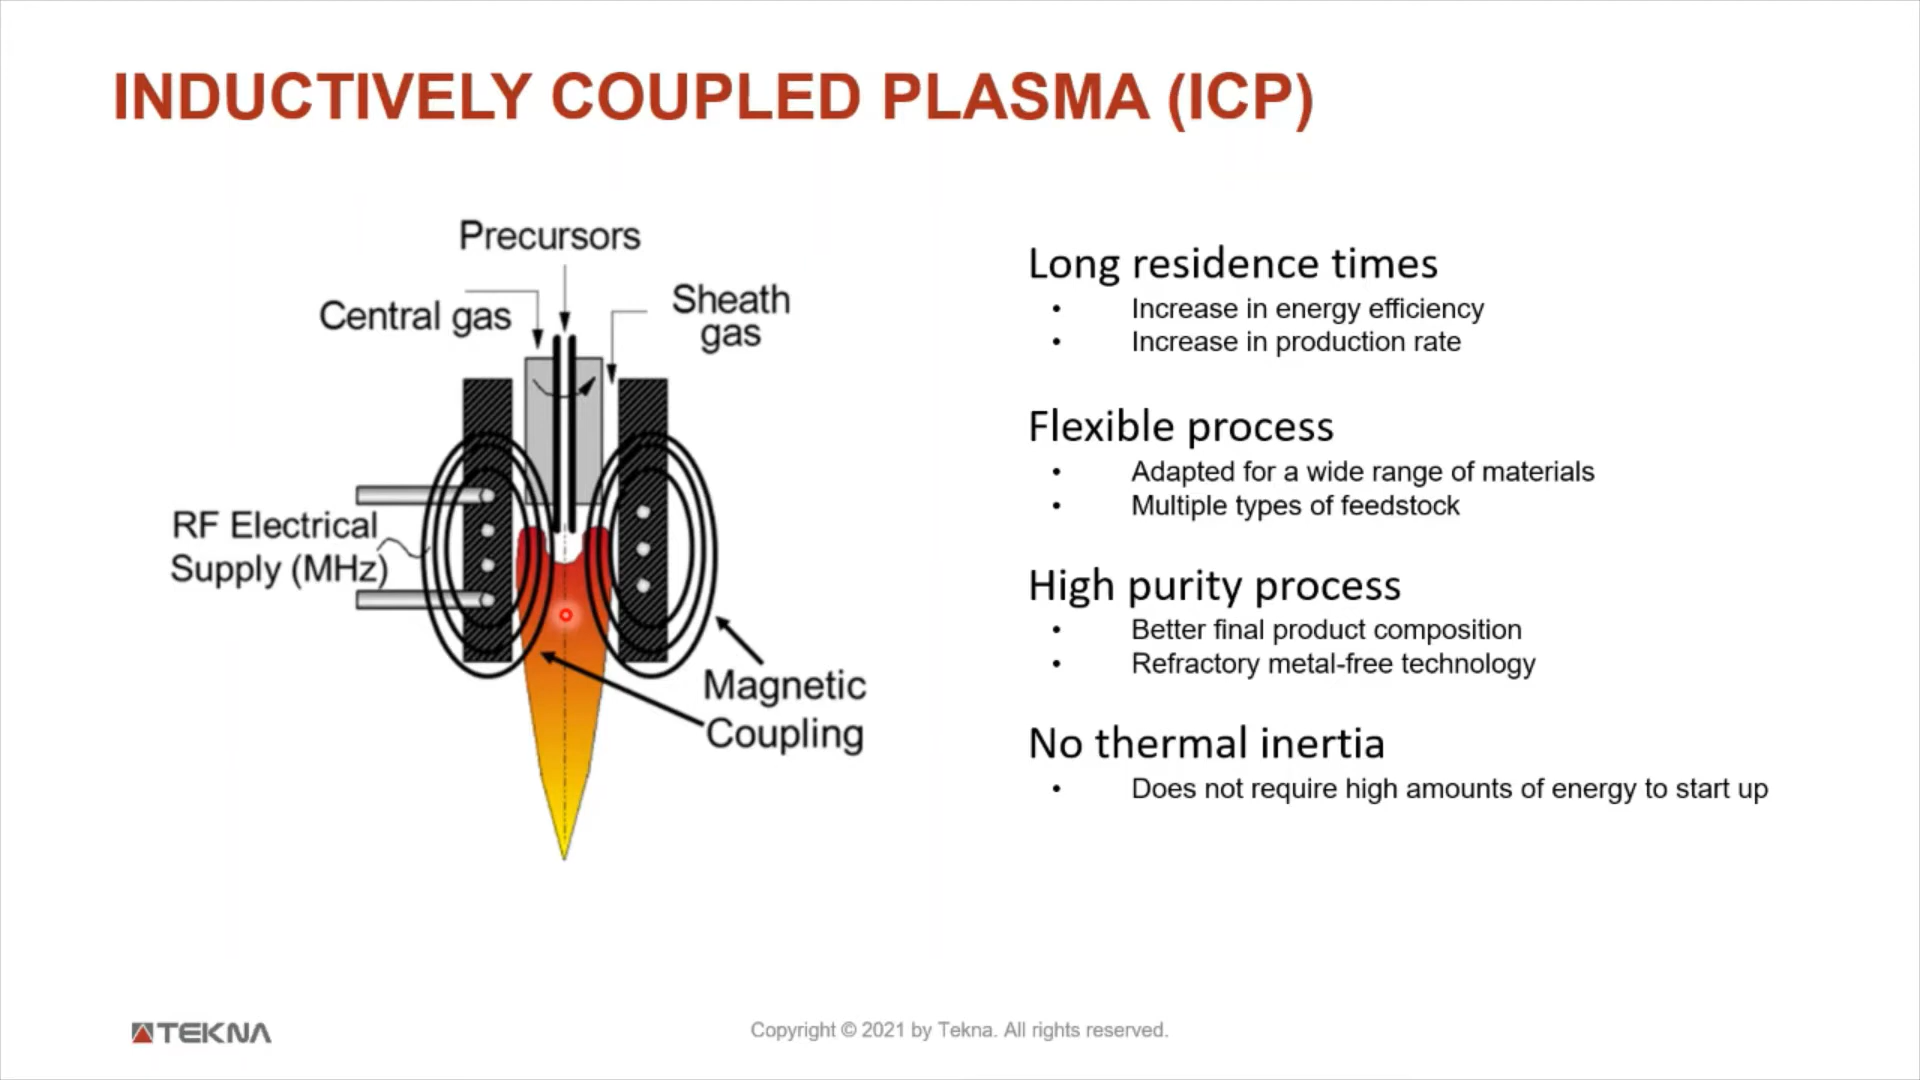 INDUCTIVELY COUPLED PLASMA (ICP)
Precursors
Central gas
Sheath
gas
RF Electrical
Supply (MHz)
Magnetic
Coupling
Long residence times
• Increase in energy efficiency
• Increase in production rate
Flexible process
• Adapted for a wide range of materials
• Multiple types of feedstock
High purity process
• Better final product composition
• Refractory metal-free technology
No thermal inertia
• Does not require high amounts of energy to start up
TEKNA
Copyright © 2021 by Tekna. All rights reserved.